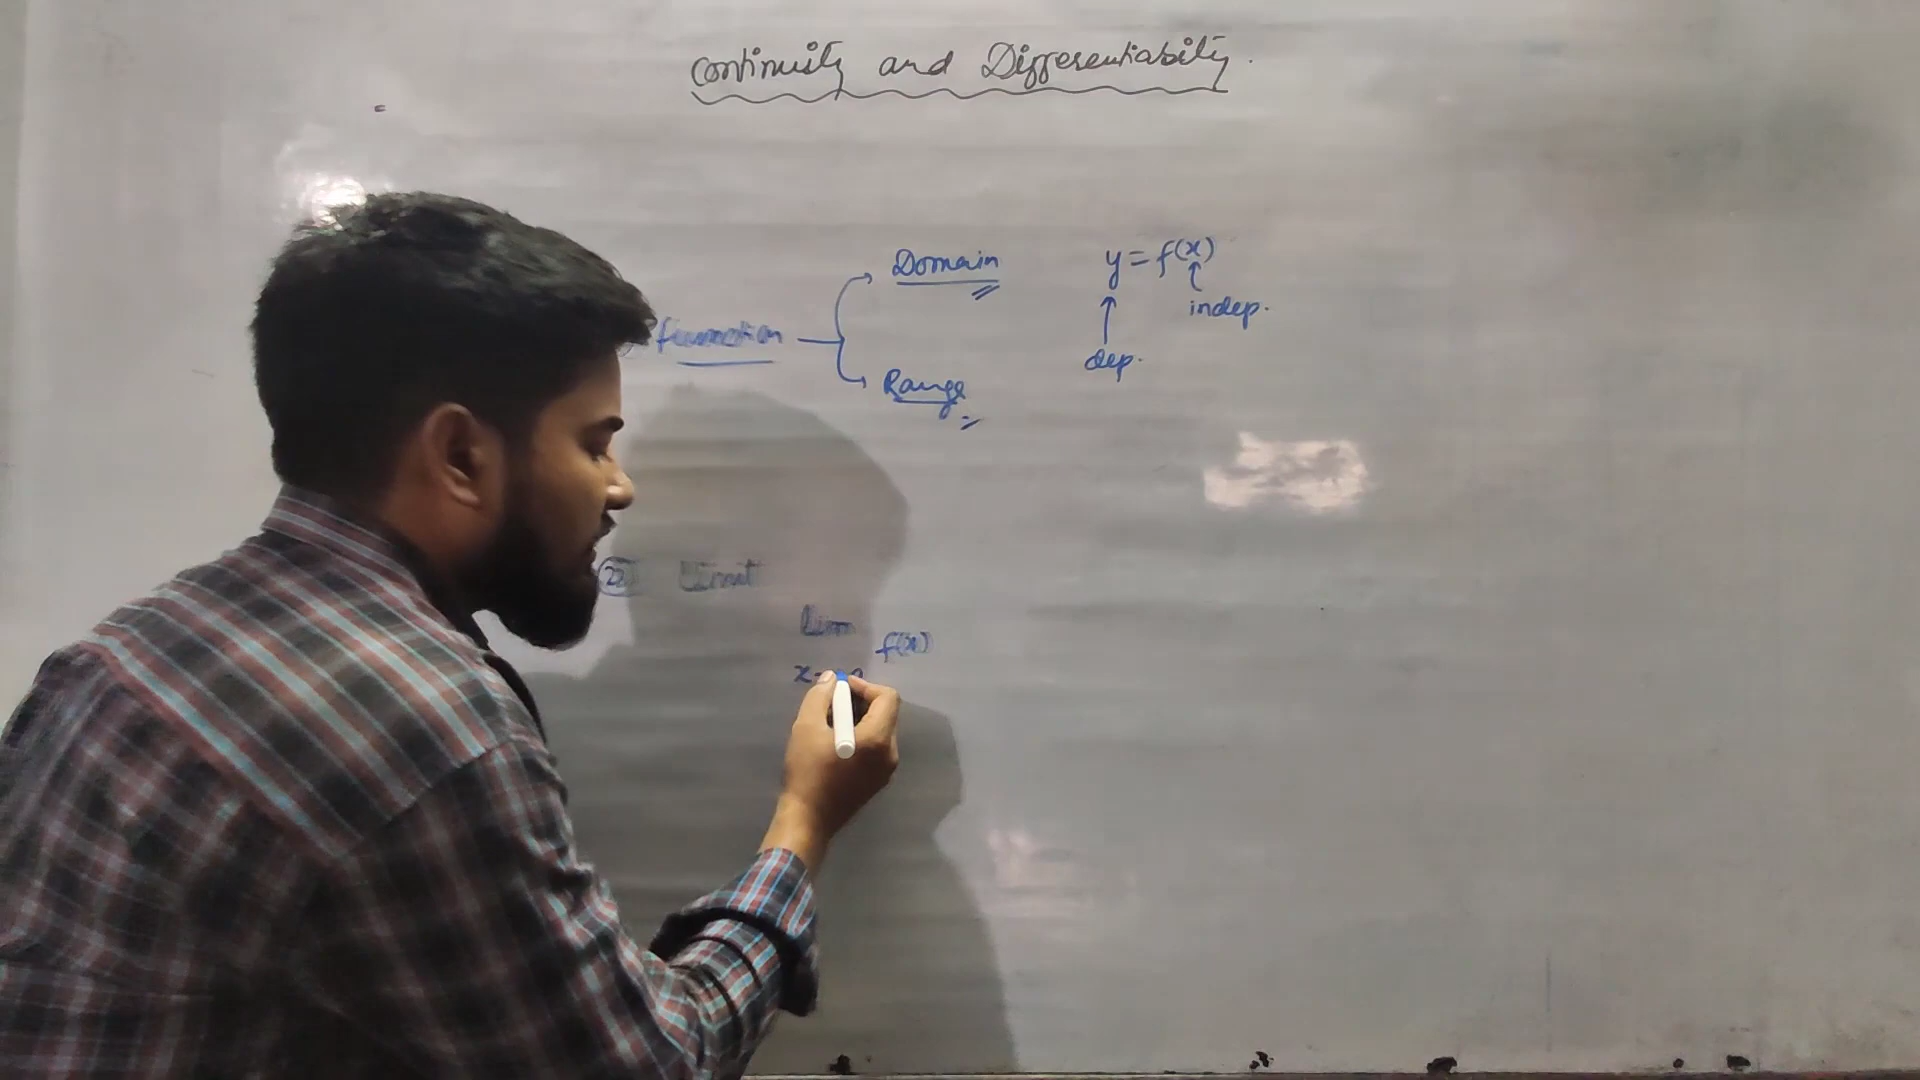 Continuity and Differentiability.
function
Domain
Range
y = f(x)
indep.
dep.
2 Limit
lim f(x)
x